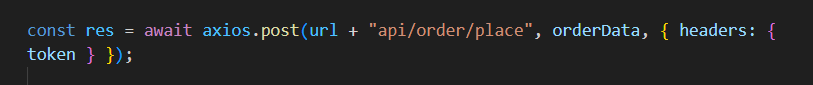 const res = await axios.post(url + "api/order/place", orderData, { headers: {
token } });